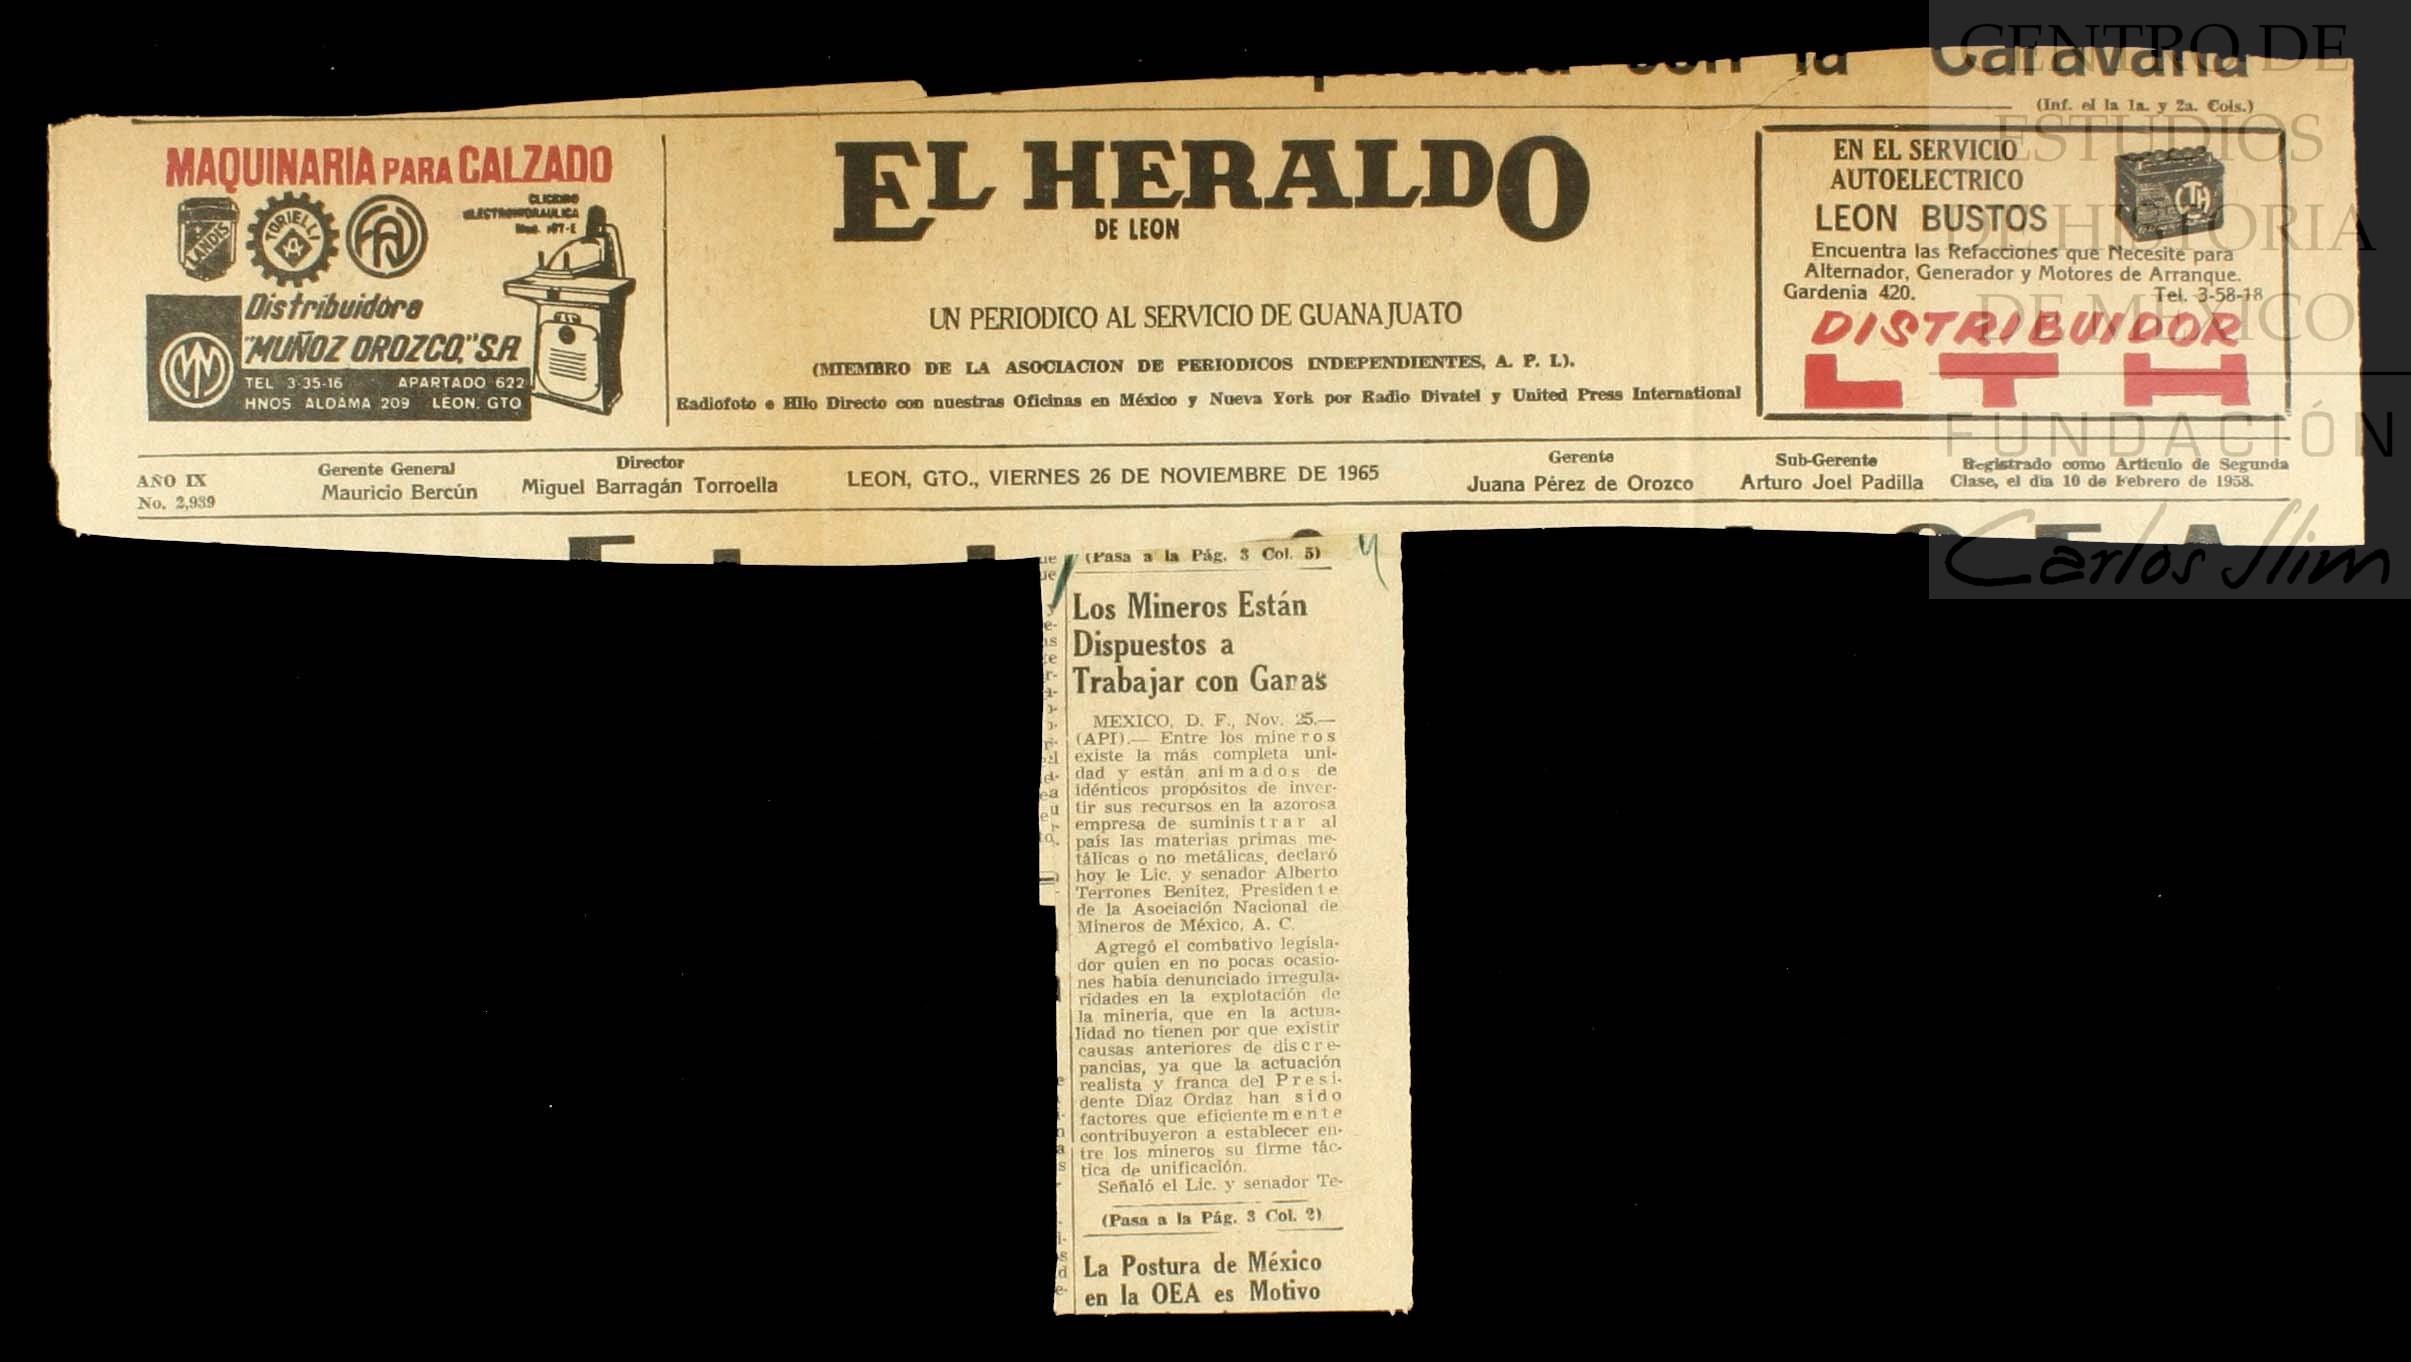 con la Caravana
(Inf. el la 1a. y 2a. Cols.)
MAQUINARIA PARA CALZADO
CLICKERO
ELECTROHIDRAULICA
LANDIS
TORIELLI
Distribuidora
"MUÑOZ OROZCO," S.A.
TEL 3-35-16 APARTADO 622
HNOS ALDAMA 209 LEON, GTO
EL HERALDO
DE LEON
UN PERIODICO AL SERVICIO DE GUANAJUATO
(MIEMBRO DE LA ASOCIACION DE PERIODICOS INDEPENDIENTES, A. P. I.).
Radiofoto e Hilo Directo con nuestras Oficinas en México y Nueva York por Radio Divatel y United Press International
EN EL SERVICIO
AUTOELECTRICO
LEON BUSTOS
LTH
Encuentra las Refacciones que Necesite para
Alternador, Generador y Motores de Arranque.
Gardenia 420. Tel. 3-58-18
DISTRIBUIDOR
LTH
AÑO IX
No. 2,939
Gerente General
Mauricio Bercún
Director
Miguel Barragán Torroella
LEON, GTO., VIERNES 26 DE NOVIEMBRE DE 1965
Gerente
Juana Pérez de Orozco
Sub-Gerente
Arturo Joel Padilla
Registrado como Artículo de Segunda
Clase, el día 10 de Febrero de 1958.
(Pasa a la Pág. 3 Col. 5)
Los Mineros Están
Dispuestos a
Trabajar con Ganas
MEXICO, D. F., Nov. 25.—
(API).— Entre los mineros
existe la más completa uni-
dad y están animados de
idénticos propósitos de inver-
tir sus recursos en la azorosa
empresa de suministrar al
país las materias primas me-
tálicas o no metálicas, declaró
hoy le Lic. y senador Alberto
Terrones Benítez, Presidente
de la Asociación Nacional de
Mineros de México, A. C.
Agregó el combativo legisla-
dor quien en no pocas ocasio-
nes había denunciado irregula-
ridades en la explotación de
la minería, que en la actua-
lidad no tienen por que existir
causas anteriores de discre-
pancias, ya que la actuación
realista y franca del Presi-
dente Díaz Ordaz han sido
factores que eficientemente
contribuyeron a establecer en-
tre los mineros su firme tác-
tica de unificación.
Señaló el Lic. y senador Te-
(Pasa a la Pág. 3 Col. 2)
La Postura de México
en la OEA es Motivo
CENTRO DE
ESTUDIOS
DE HISTORIA
DE MÉXICO
FUNDACIÓN
Carlos Slim